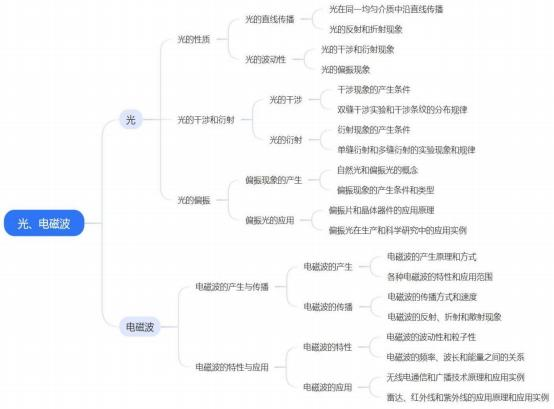 光、电磁波
光
光的性质
光的直线传播
光在同一均匀介质中沿直线传播
光的反射和折射现象
光的波动性
光的干涉和衍射现象
光的偏振现象
光的干涉和衍射
光的干涉
干涉现象的产生条件
双缝干涉实验和干涉条纹的分布规律
光的衍射
衍射现象的产生条件
单缝衍射和多缝衍射的实验现象和规律
光的偏振
偏振现象的产生
自然光和偏振光的概念
偏振现象的产生条件和类型
偏振光的应用
偏振片和晶体器件的应用原理
偏振光在生产和科学研究中的应用实例
电磁波
电磁波的产生与传播
电磁波的产生
电磁波的产生原理和方式
各种电磁波的特性和应用范围
电磁波的传播
电磁波的传播方式和速度
电磁波的反射、折射和散射现象
电磁波的特性与应用
电磁波的特性
电磁波的波动性和粒子性
电磁波的频率、波长和能量之间的关系
电磁波的应用
无线电通信和广播技术原理和应用实例
雷达、红外线和紫外线的应用原理和应用实例